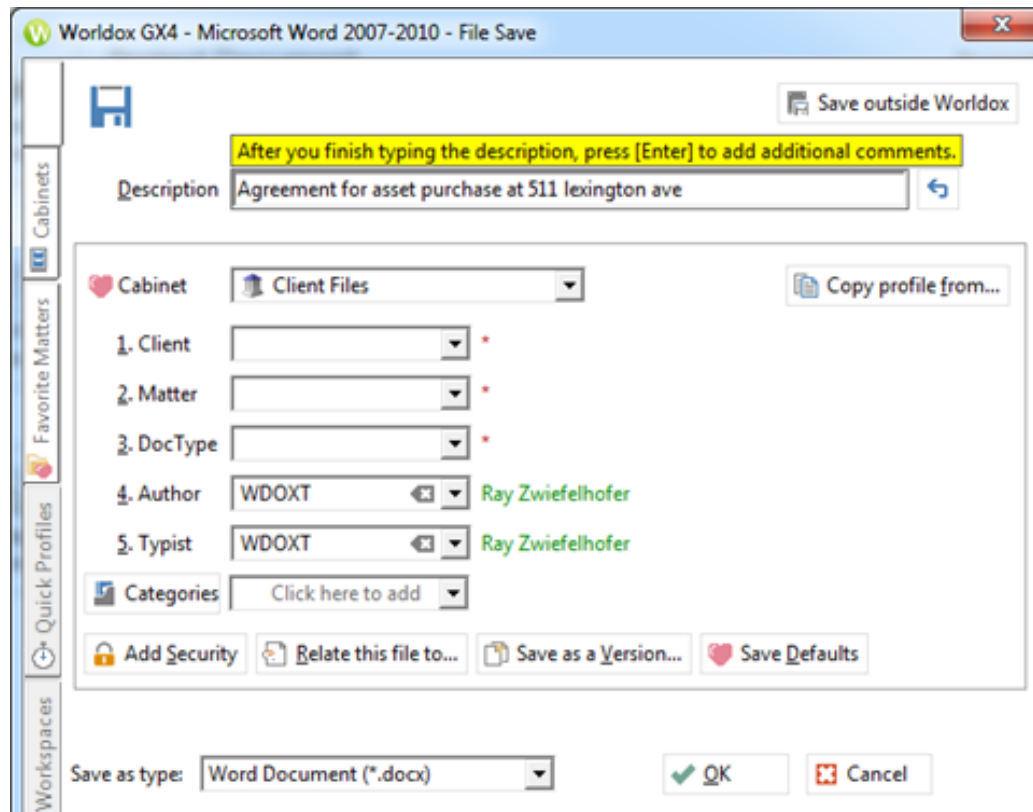 Worldox GX4 - Microsoft Word 2007-2010 - File Save
Save outside Worldox
After you finish typing the description, press [Enter] to add additional comments.
Description Agreement for asset purchase at 511 lexington ave
Cabinets
Favorite Matters
Quick Profiles
Workspaces
Cabinet Client Files Copy profile from...
1. Client *
2. Matter *
3. DocType *
4. Author WDOXT Ray Zwiefelhofer
5. Typist WDOXT Ray Zwiefelhofer
Categories Click here to add
Add Security Relate this file to... Save as a Version... Save Defaults
Save as type: Word Document (*.docx) OK Cancel